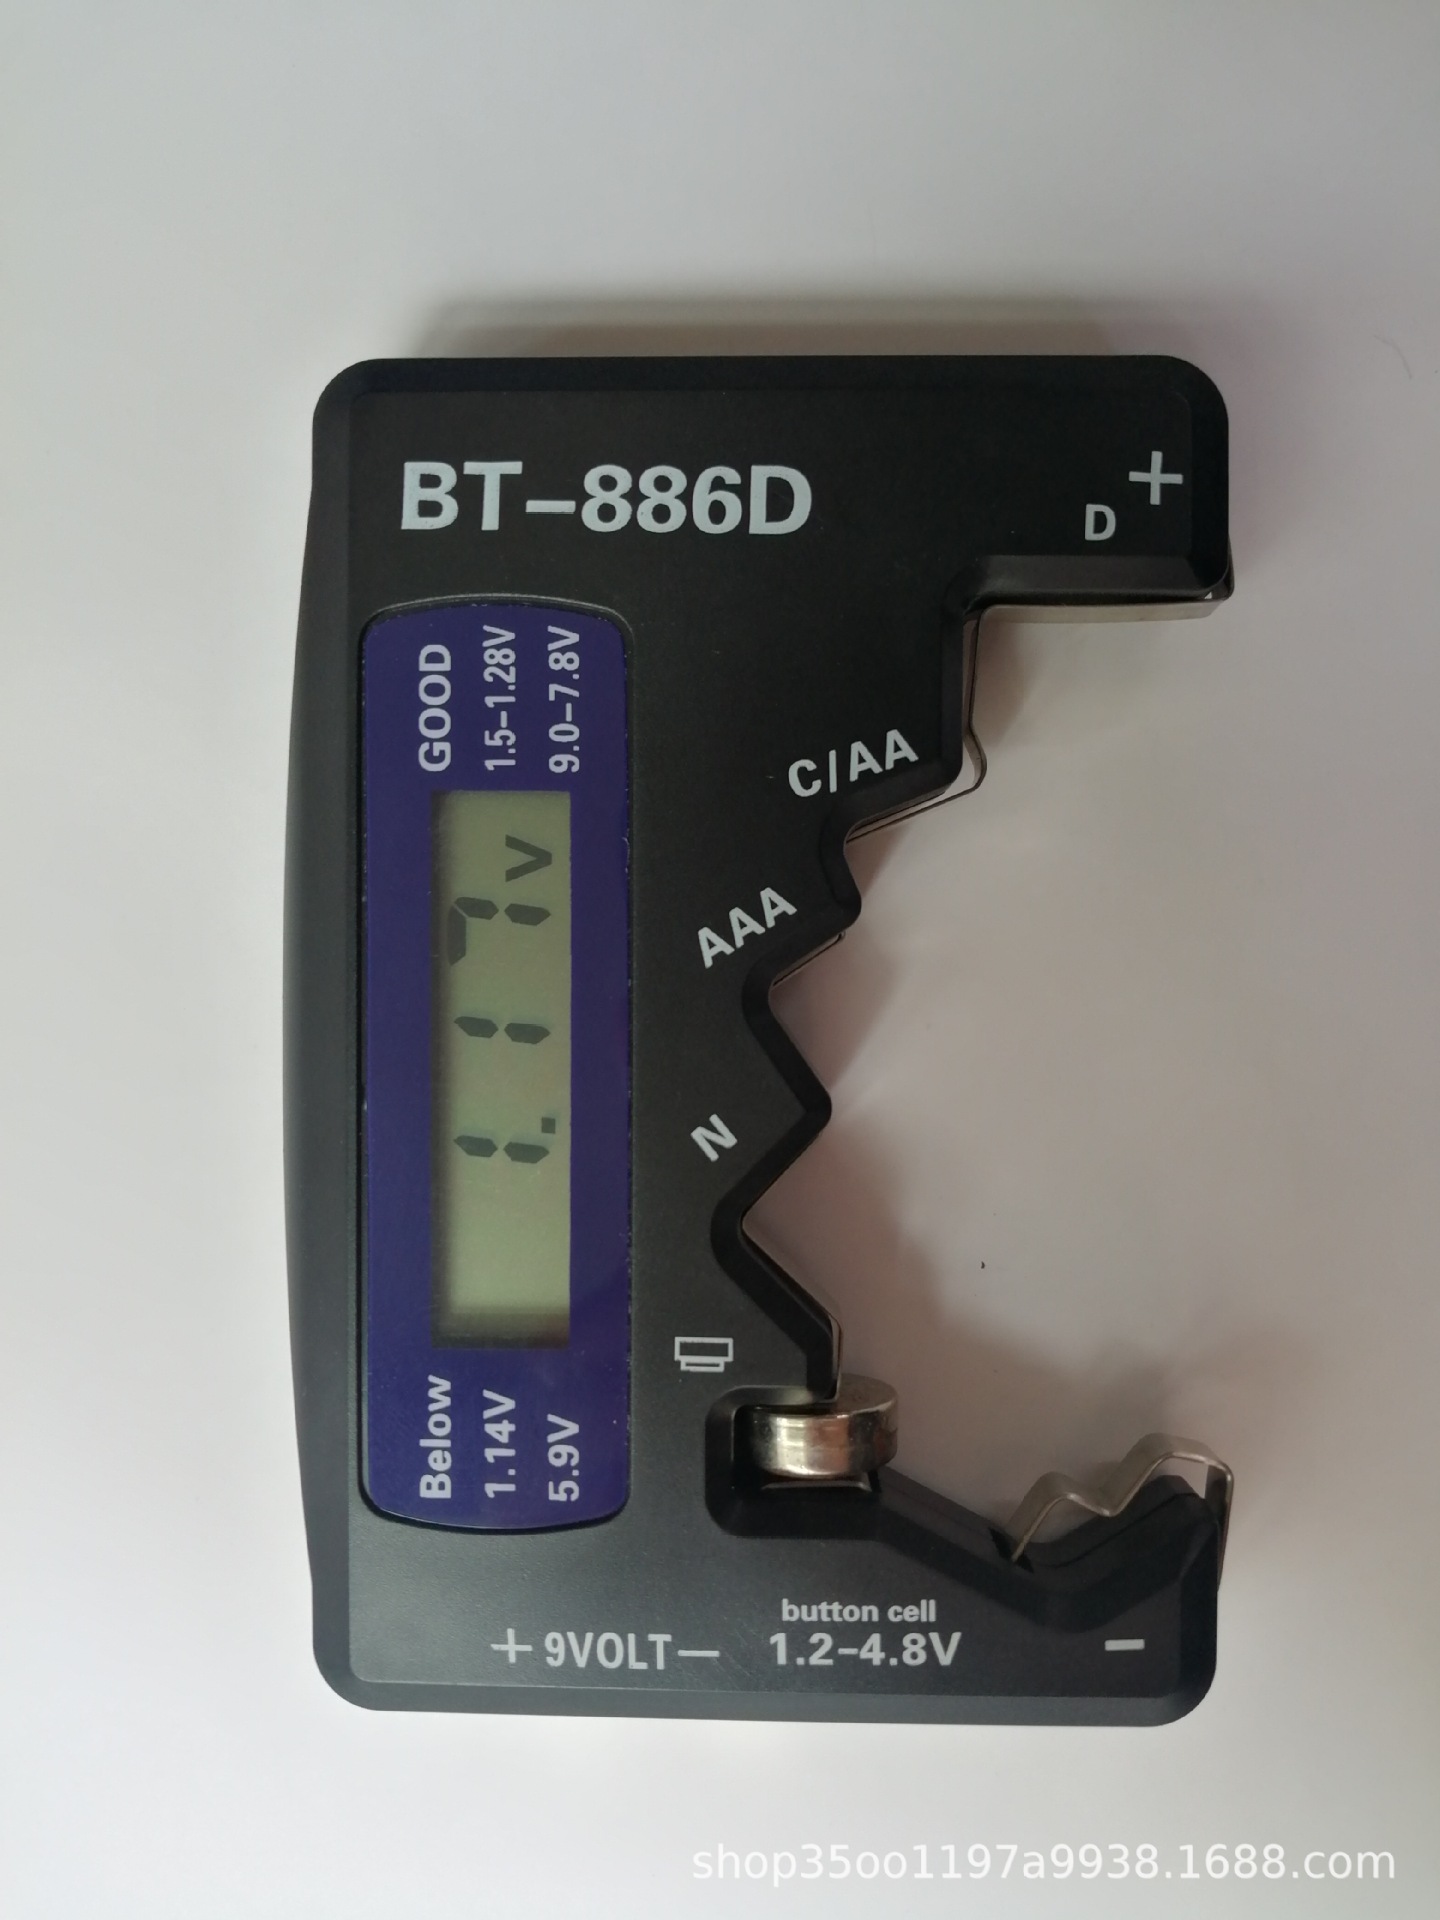 BT-886D
+
D
GOOD
1.5-1.28V
9.0-7.8V
C/AA
AAA
N
1.17V
Below
1.14V
5.9V
+9VOLT-
button cell
1.2-4.8V
-
shop35oo1197a9938.1688.com